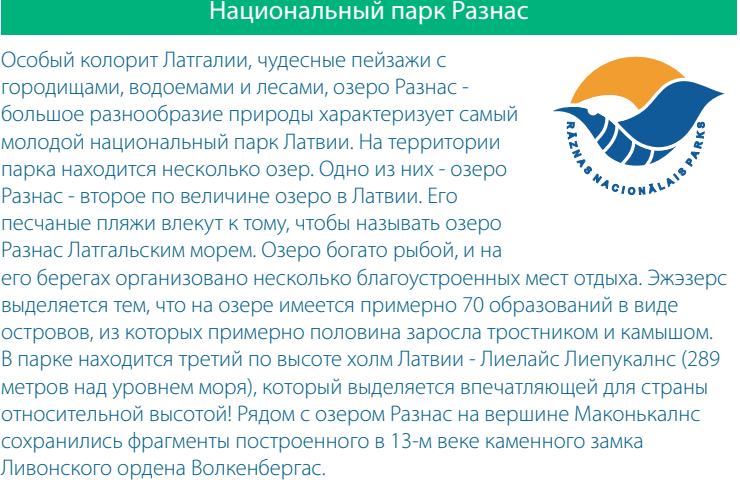 Национальный парк Разнас
Особый колорит Латгалии, чудесные пейзажи с
городищами, водоемами и лесами, озеро Разнас -
большое разнообразие природы характеризует самый
молодой национальный парк Латвии. На территории
парка находится несколько озер. Одно из них - озеро
Разнас - второе по величине озеро в Латвии. Его
песчаные пляжи влекут к тому, чтобы называть озеро
Разнас Латгальским морем. Озеро богато рыбой, и на
его берегах организовано несколько благоустроенных мест отдыха. Эжэзерс
выделяется тем, что на озере имеется примерно 70 образований в виде
островов, из которых примерно половина заросла тростником и камышом.
В парке находится третий по высоте холм Латвии - Лиелайс Лиепукалнс (289
метров над уровнем моря), который выделяется впечатляющей для страны
относительной высотой! Рядом с озером Разнас на вершине Маконькалнс
сохранились фрагменты построенного в 13-м веке каменного замка
Ливонского ордена Волкенбергас.
RĀZNAS NACIONĀLAIS PARKS